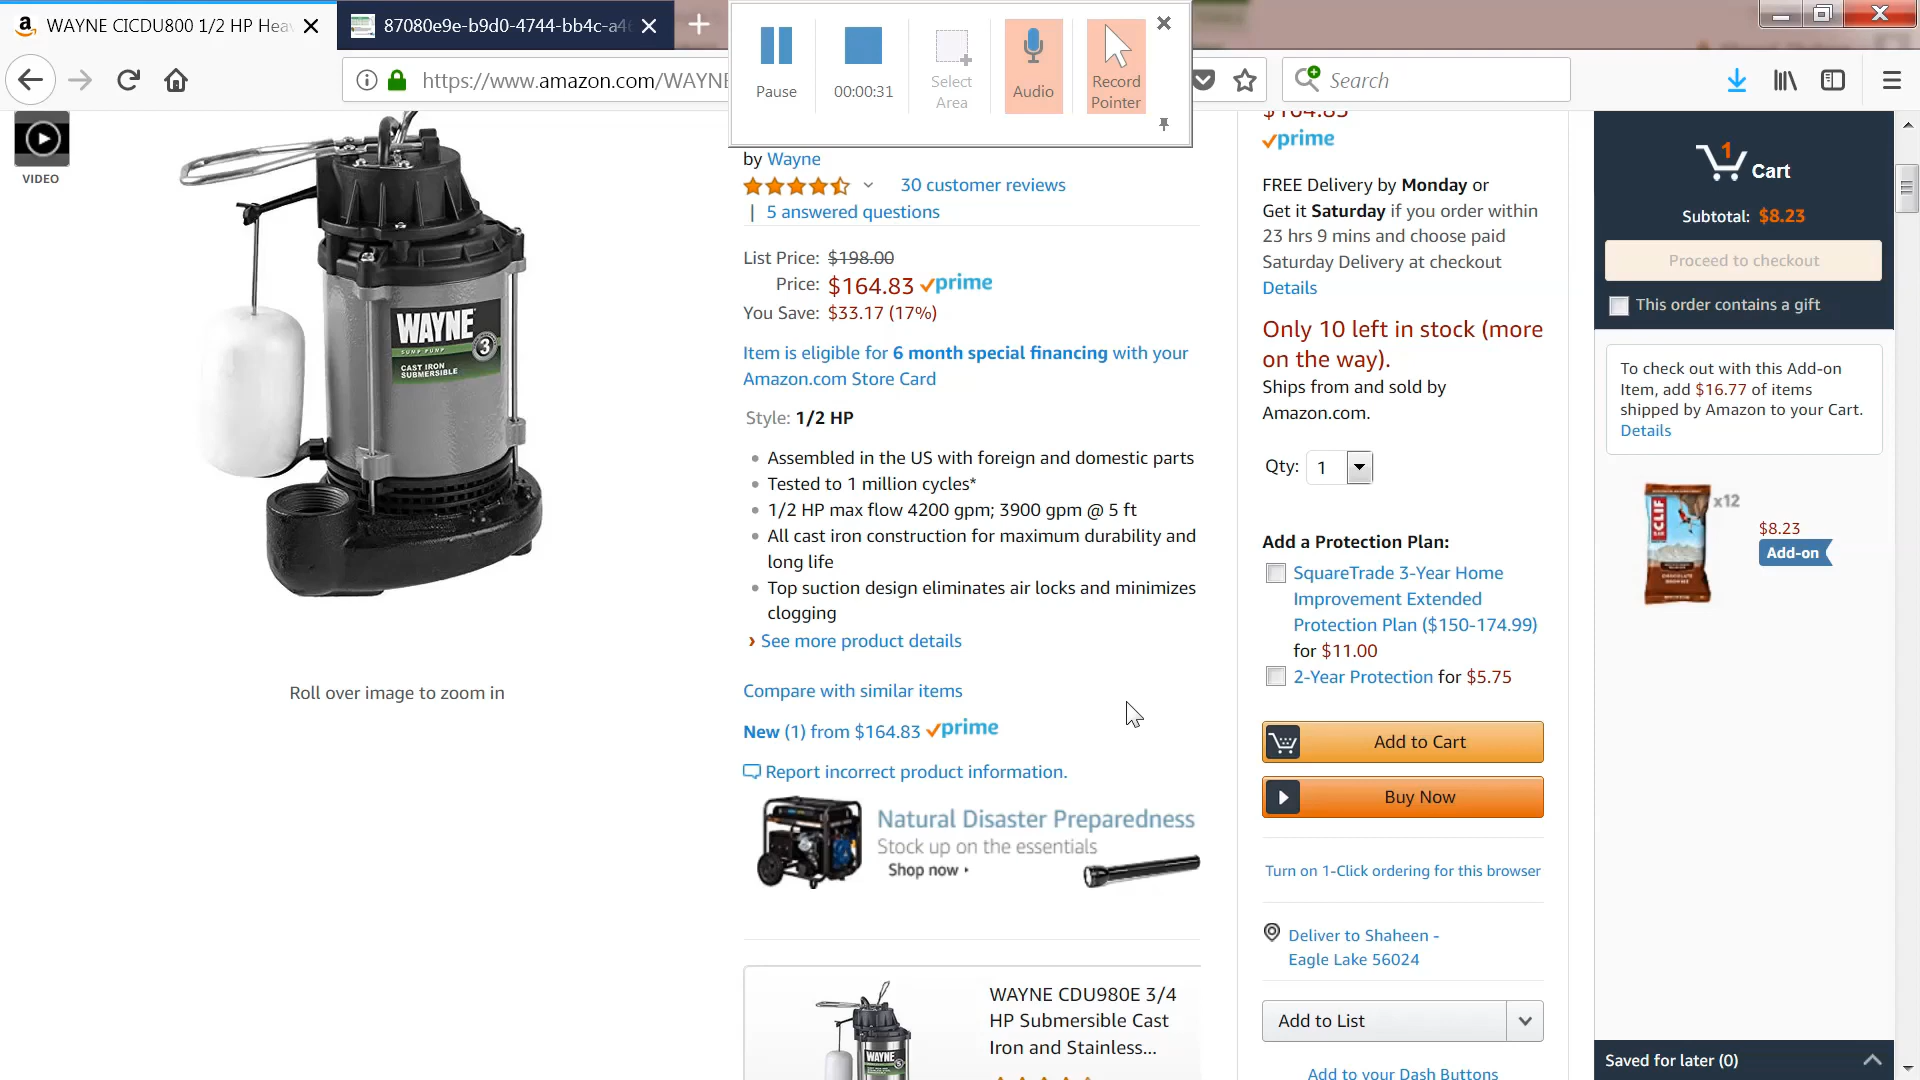 WAYNE CICDU800 1/2 HP Hea
87080e9e-b9d0-4744-bb4c-a4
https://www.amazon.com/WAYNE
Search
Pause
00:00:31
Select
Area
Audio
Record
Pointer
VIDEO
WAYNE
SUMP PUMP
3
CAST IRON
SUBMERSIBLE
Roll over image to zoom in
by Wayne
30 customer reviews
| 5 answered questions
List Price: $198.00
Price: $164.83 prime
You Save: $33.17 (17%)
Item is eligible for 6 month special financing with your
Amazon.com Store Card
Style: 1/2 HP
Assembled in the US with foreign and domestic parts
Tested to 1 million cycles*
1/2 HP max flow 4200 gpm; 3900 gpm @ 5 ft
All cast iron construction for maximum durability and
long life
Top suction design eliminates air locks and minimizes
clogging
› See more product details
Compare with similar items
New (1) from $164.83 prime
Report incorrect product information.
Natural Disaster Preparedness
Stock up on the essentials
Shop now
WAYNE CDU980E 3/4
HP Submersible Cast
Iron and Stainless...
WAYNE
$164.83
prime
FREE Delivery by Monday or
Get it Saturday if you order within
23 hrs 9 mins and choose paid
Saturday Delivery at checkout
Details
Only 10 left in stock (more
on the way).
Ships from and sold by
Amazon.com.
Qty: 1
Add a Protection Plan:
SquareTrade 3-Year Home
Improvement Extended
Protection Plan ($150-174.99)
for $11.00
2-Year Protection for $5.75
Add to Cart
Buy Now
Turn on 1-Click ordering for this browser
Deliver to Shaheen -
Eagle Lake 56024
Add to List
Add to your Dash Buttons
1
Cart
Subtotal: $8.23
Proceed to checkout
This order contains a gift
To check out with this Add-on
Item, add $16.77 of items
shipped by Amazon to your Cart.
Details
CLIF
x12
$8.23
Add-on
Saved for later (0)